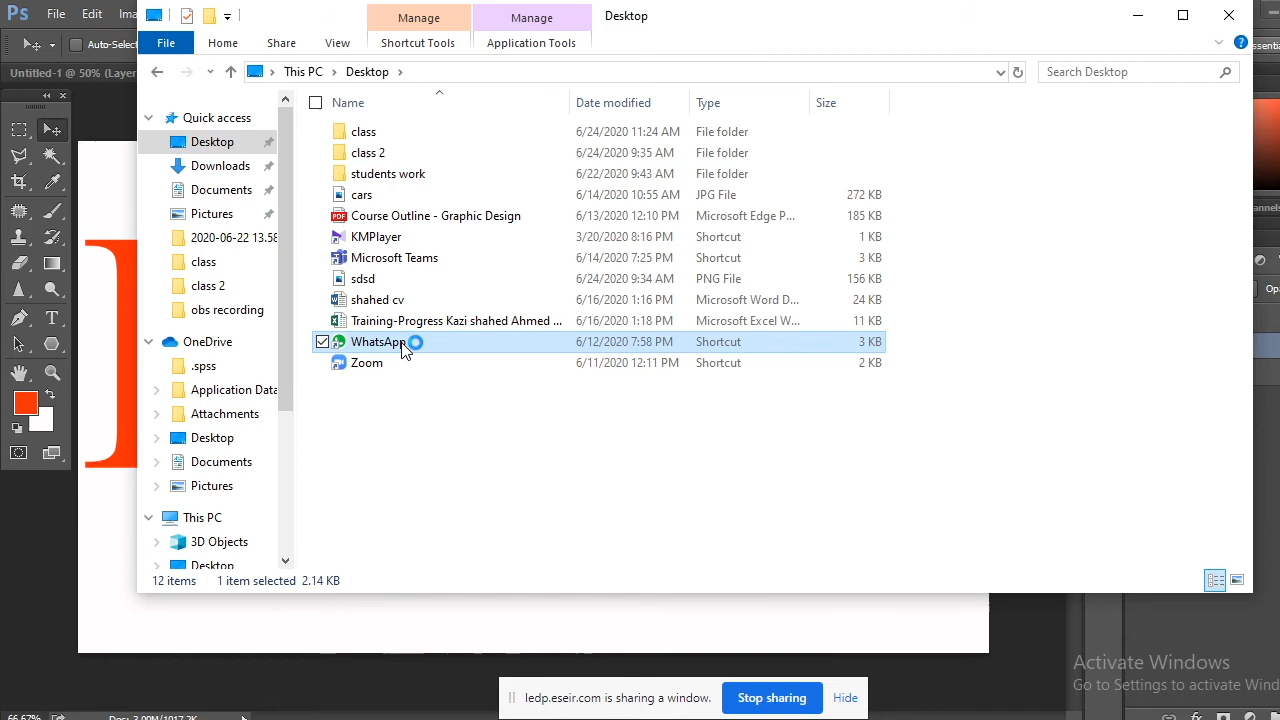 Ps File Edit Ima
Manage Manage Desktop
File Home Share View Shortcut Tools Application Tools
Auto-Select
Untitled-1 @ 50% (Layer
This PC Desktop Search Desktop
Name Date modified Type Size
Quick access
Desktop
Downloads
Documents
Pictures
2020-06-22 13.58
class
class 2
obs recording
OneDrive
.spss
Application Data
Attachments
Desktop
Documents
Pictures
This PC
3D Objects
Desktop
class 6/24/2020 11:24 AM File folder
class 2 6/24/2020 9:35 AM File folder
students work 6/22/2020 9:43 AM File folder
cars 6/14/2020 10:55 AM JPG File 272 KB
PDF Course Outline - Graphic Design 6/13/2020 12:10 PM Microsoft Edge P... 185 KB
KMPlayer 3/20/2020 8:16 PM Shortcut 1 KB
Microsoft Teams 6/14/2020 7:25 PM Shortcut 3 KB
sdsd 6/24/2020 9:34 AM PNG File 156 KB
shahed cv 6/16/2020 1:16 PM Microsoft Word D... 24 KB
Training-Progress Kazi shahed Ahmed ... 6/16/2020 1:18 PM Microsoft Excel W... 11 KB
WhatsApp 6/12/2020 7:58 PM Shortcut 3 KB
Zoom 6/11/2020 12:11 PM Shortcut 2 KB
12 items 1 item selected 2.14 KB
Activate Windows
Go to Settings to activate Wind
ledp.eseir.com is sharing a window. Stop sharing Hide
66.67% Doc: 3.00M/1017.2K